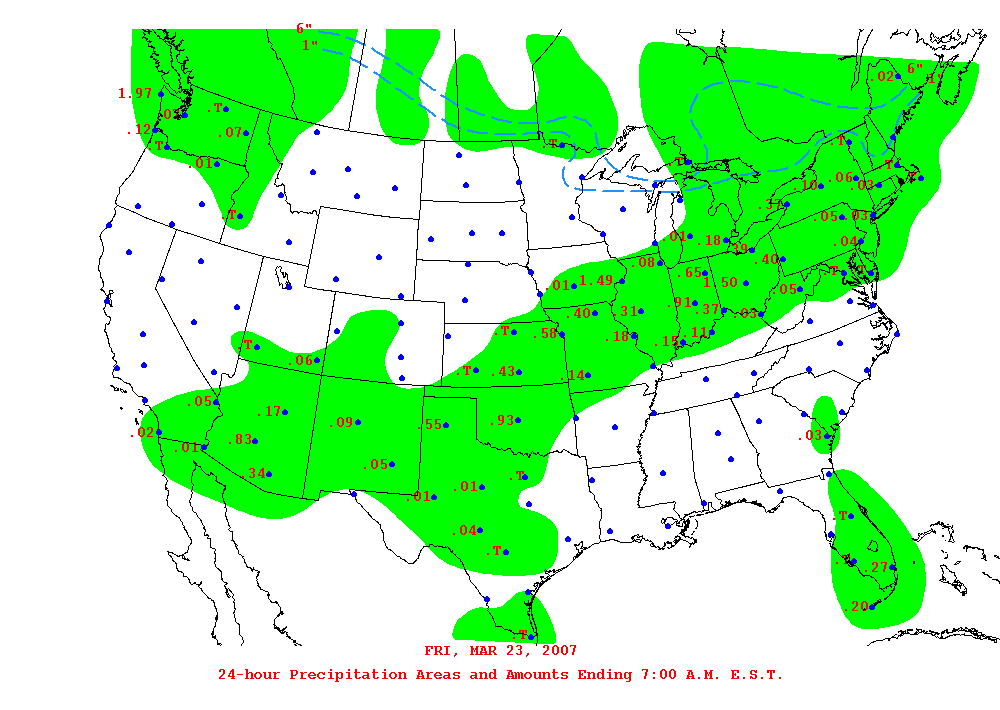 6"
1"
6"
1"
.02
1.97
.T
.12
.07
.T
.01
.T
.T
.T
.T
.06
.03
.10
.T
.T
.37
.05
.03
.01
.18
.39
.04
.40
.08
.65
1.50
.T
.T
.05
.01
1.49
.91
.37
.03
.40
.31
.T
.58
.18
.15
.11
.T
.06
.T
.43
.14
.05
.17
.09
.55
.93
.02
.01
.83
.03
.05
.34
.T
.01
.01
.04
.T
.T
.27
.20
.T
FRI, MAR 23, 2007
24-hour Precipitation Areas and Amounts Ending 7:00 A.M. E.S.T.